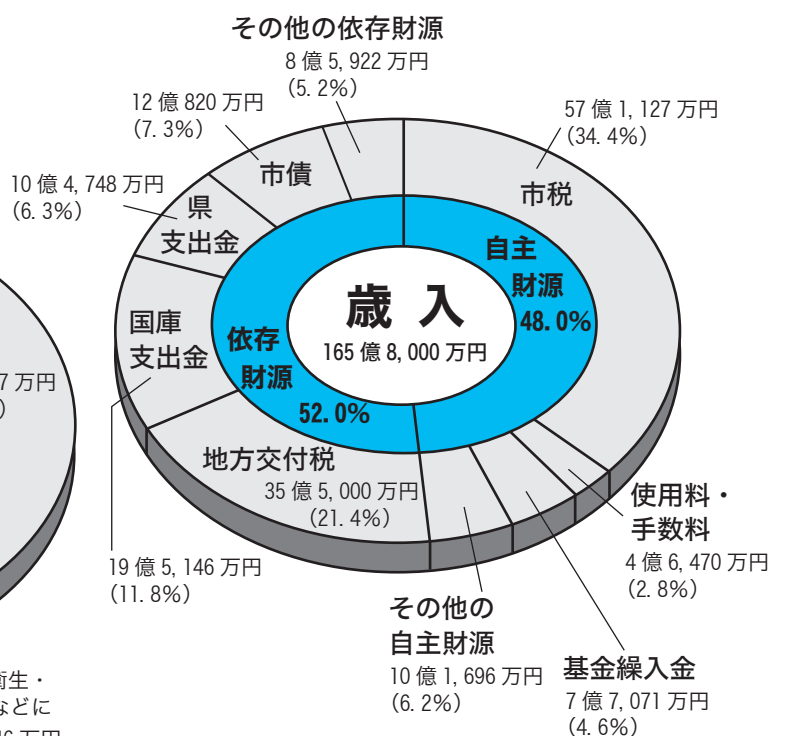 その他の依存財源
8億5,922万円
(5.2%)
12億820万円
(7.3%)
57億1,127万円
(34.4%)
10億4,748万円
(6.3%)
市債
市税
県
支出金
自主
財源
48.0%
歳入
165億8,000万円
国庫
支出金
依存
財源
52.0%
7万円
)
地方交付税
35億5,000万円
(21.4%)
使用料・
手数料
4億6,470万円
(2.8%)
19億5,146万円
(11.8%)
その他の
自主財源
10億1,696万円
(6.2%)
基金繰入金
7億7,071万円
(4.6%)
衛生・
などに